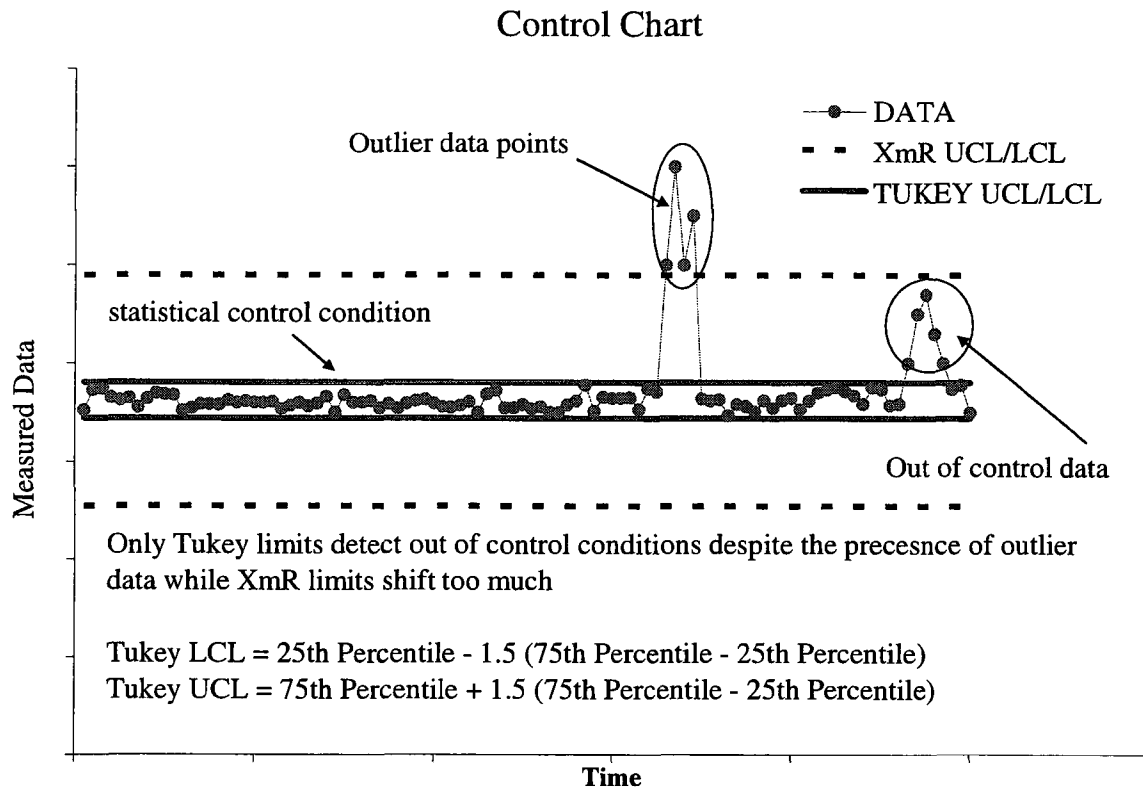 Control Chart
DATA
XmR UCL/LCL
TUKEY UCL/LCL
Outlier data points
statistical control condition
Out of control data
Measured Data
Only Tukey limits detect out of control conditions despite the precesnce of outlier
data while XmR limits shift too much
Tukey LCL = 25th Percentile - 1.5 (75th Percentile - 25th Percentile)
Tukey UCL = 75th Percentile + 1.5 (75th Percentile - 25th Percentile)
Time